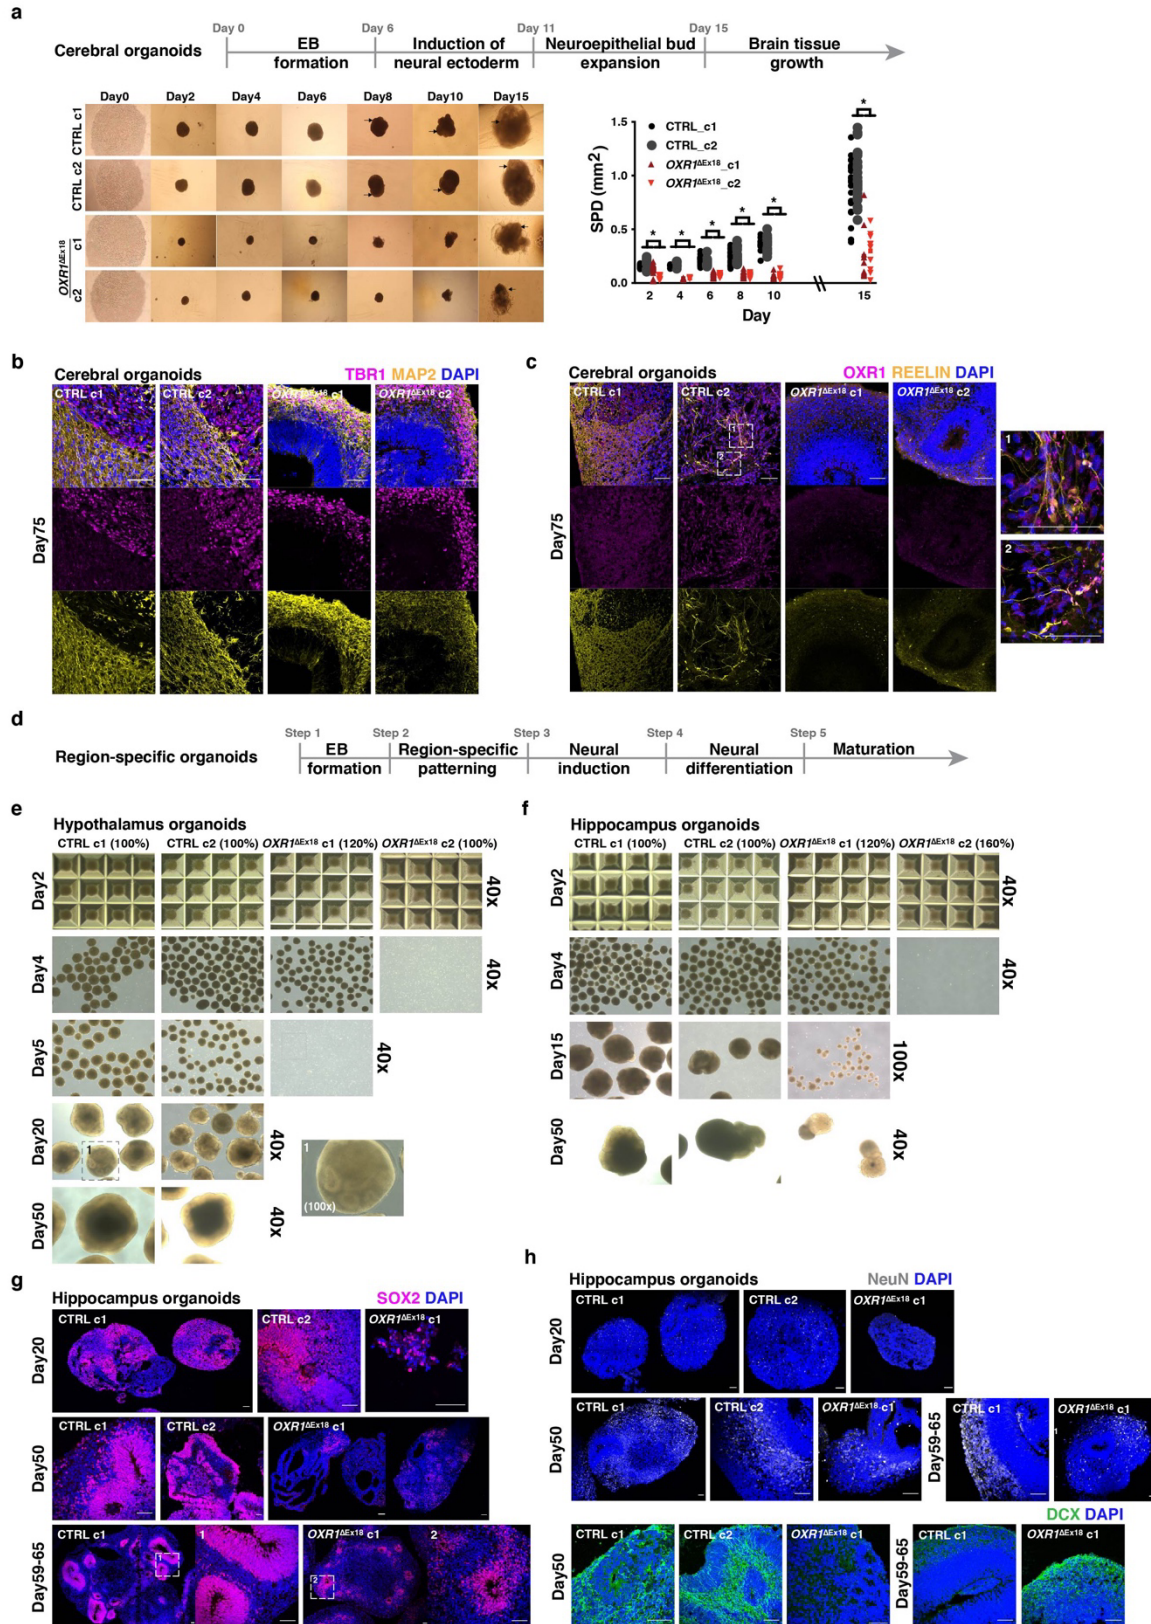 a
Day 0 Day 6 Day 11 Day 15
Cerebral organoids EB formation Induction of neural ectoderm Neuroepithelial bud expansion Brain tissue growth
Day0 Day2 Day4 Day6 Day8 Day10 Day15
CTRL c1
CTRL c2
OXR1ΔEx18
c1
c2
SPD (mm2)
1.5
1.0
0.5
0.0
CTRL_c1
CTRL_c2
OXR1ΔEx18_c1
OXR1ΔEx18_c2
* * * * * *
2 4 6 8 10 15
Day
b
Cerebral organoids TBR1 MAP2 DAPI
CTRL c1 CTRL c2 OXR1ΔEx18 c1 OXR1ΔEx18 c2
Day75
c
Cerebral organoids OXR1 REELIN DAPI
CTRL c1 CTRL c2 OXR1ΔEx18 c1 OXR1ΔEx18 c2
1
2
Day75
1
2
d
Step 1 Step 2 Step 3 Step 4 Step 5
Region-specific organoids EB formation Region-specific patterning Neural induction Neural differentiation Maturation
e
Hypothalamus organoids
CTRL c1 (100%) CTRL c2 (100%) OXR1ΔEx18 c1 (120%) OXR1ΔEx18 c2 (100%)
Day2 40x
Day4 40x
Day5 40x
Day20 1 40x
1
(100x)
Day50 40x
f
Hippocampus organoids
CTRL c1 (100%) CTRL c2 (100%) OXR1ΔEx18 c1 (120%) OXR1ΔEx18 c2 (160%)
Day2 40x
Day4 40x
Day15 100x
Day50 40x
g
Hippocampus organoids SOX2 DAPI
Day20
CTRL c1 CTRL c2 OXR1ΔEx18 c1
Day50
CTRL c1 CTRL c2 OXR1ΔEx18 c1
Day59-65
CTRL c1 1 1 OXR1ΔEx18 c1 2 2
h
Hippocampus organoids NeuN DAPI
Day20
CTRL c1 CTRL c2 OXR1ΔEx18 c1
Day50
CTRL c1 CTRL c2 OXR1ΔEx18 c1
Day59-65
CTRL c1 OXR1ΔEx18 c1
1
DCX DAPI
Day50
CTRL c1 CTRL c2 OXR1ΔEx18 c1
Day59-65
CTRL c1 OXR1ΔEx18 c1